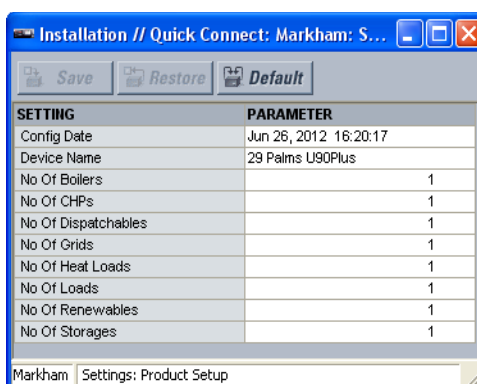 Installation // Quick Connect: Markham: S...
Save Restore Default
SETTING PARAMETER
Config Date Jun 26, 2012 16:20:17
Device Name 29 Palms U90Plus
No Of Boilers 1
No Of CHPs 1
No Of Dispatchables 1
No Of Grids 1
No Of Heat Loads 1
No Of Loads 1
No Of Renewables 1
No Of Storages 1
Markham Settings: Product Setup